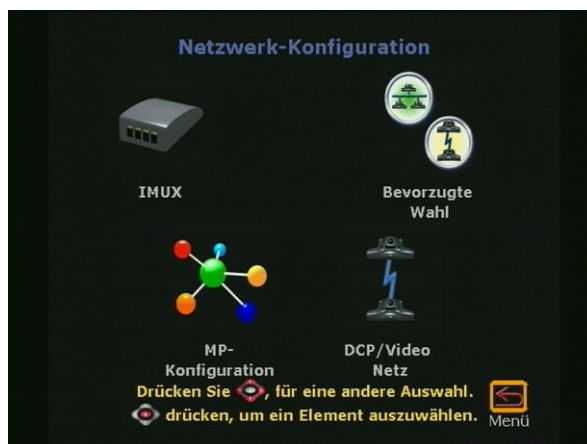 Netzwerk-Konfiguration
IMUX
Bevorzugte
Wahl
MP-
Konfiguration
DCP/Video
Netz
Drücken Sie , für eine andere Auswahl.
drücken, um ein Element auszuwählen.
Menü